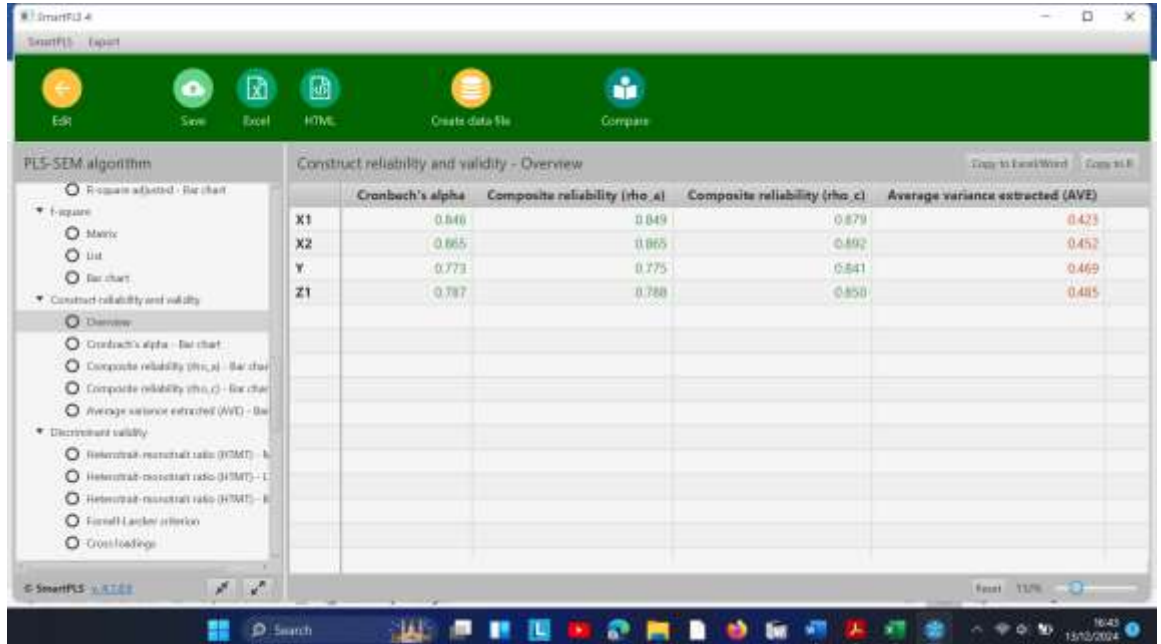 SmartPLS 4
SmartPLS Export
Edit Save Excel HTML Create data file Compare
PLS-SEM algorithm
Construct reliability and validity - Overview
Copy to Excel/Word Copy to R
Cronbach's alpha Composite reliability (rho_a) Composite reliability (rho_c) Average variance extracted (AVE)
X1 0.846 0.849 0.879 0.423
X2 0.865 0.865 0.892 0.452
Y 0.773 0.775 0.841 0.469
Z1 0.787 0.788 0.850 0.485
R-square adjusted - Bar chart
f-square
Matrix
List
Bar chart
Construct reliability and validity
Overview
Cronbach's alpha - Bar chart
Composite reliability (rho_a) - Bar char
Composite reliability (rho_c) - Bar char
Average variance extracted (AVE) - Bar
Discriminant validity
Heterotrait-monotrait ratio (HTMT) -
Heterotrait-monotrait ratio (HTMT) -
Heterotrait-monotrait ratio (HTMT) -
Fornell-Larcker criterion
Cross loadings
© SmartPLS
Reset
Search
16:43
13/12/2024